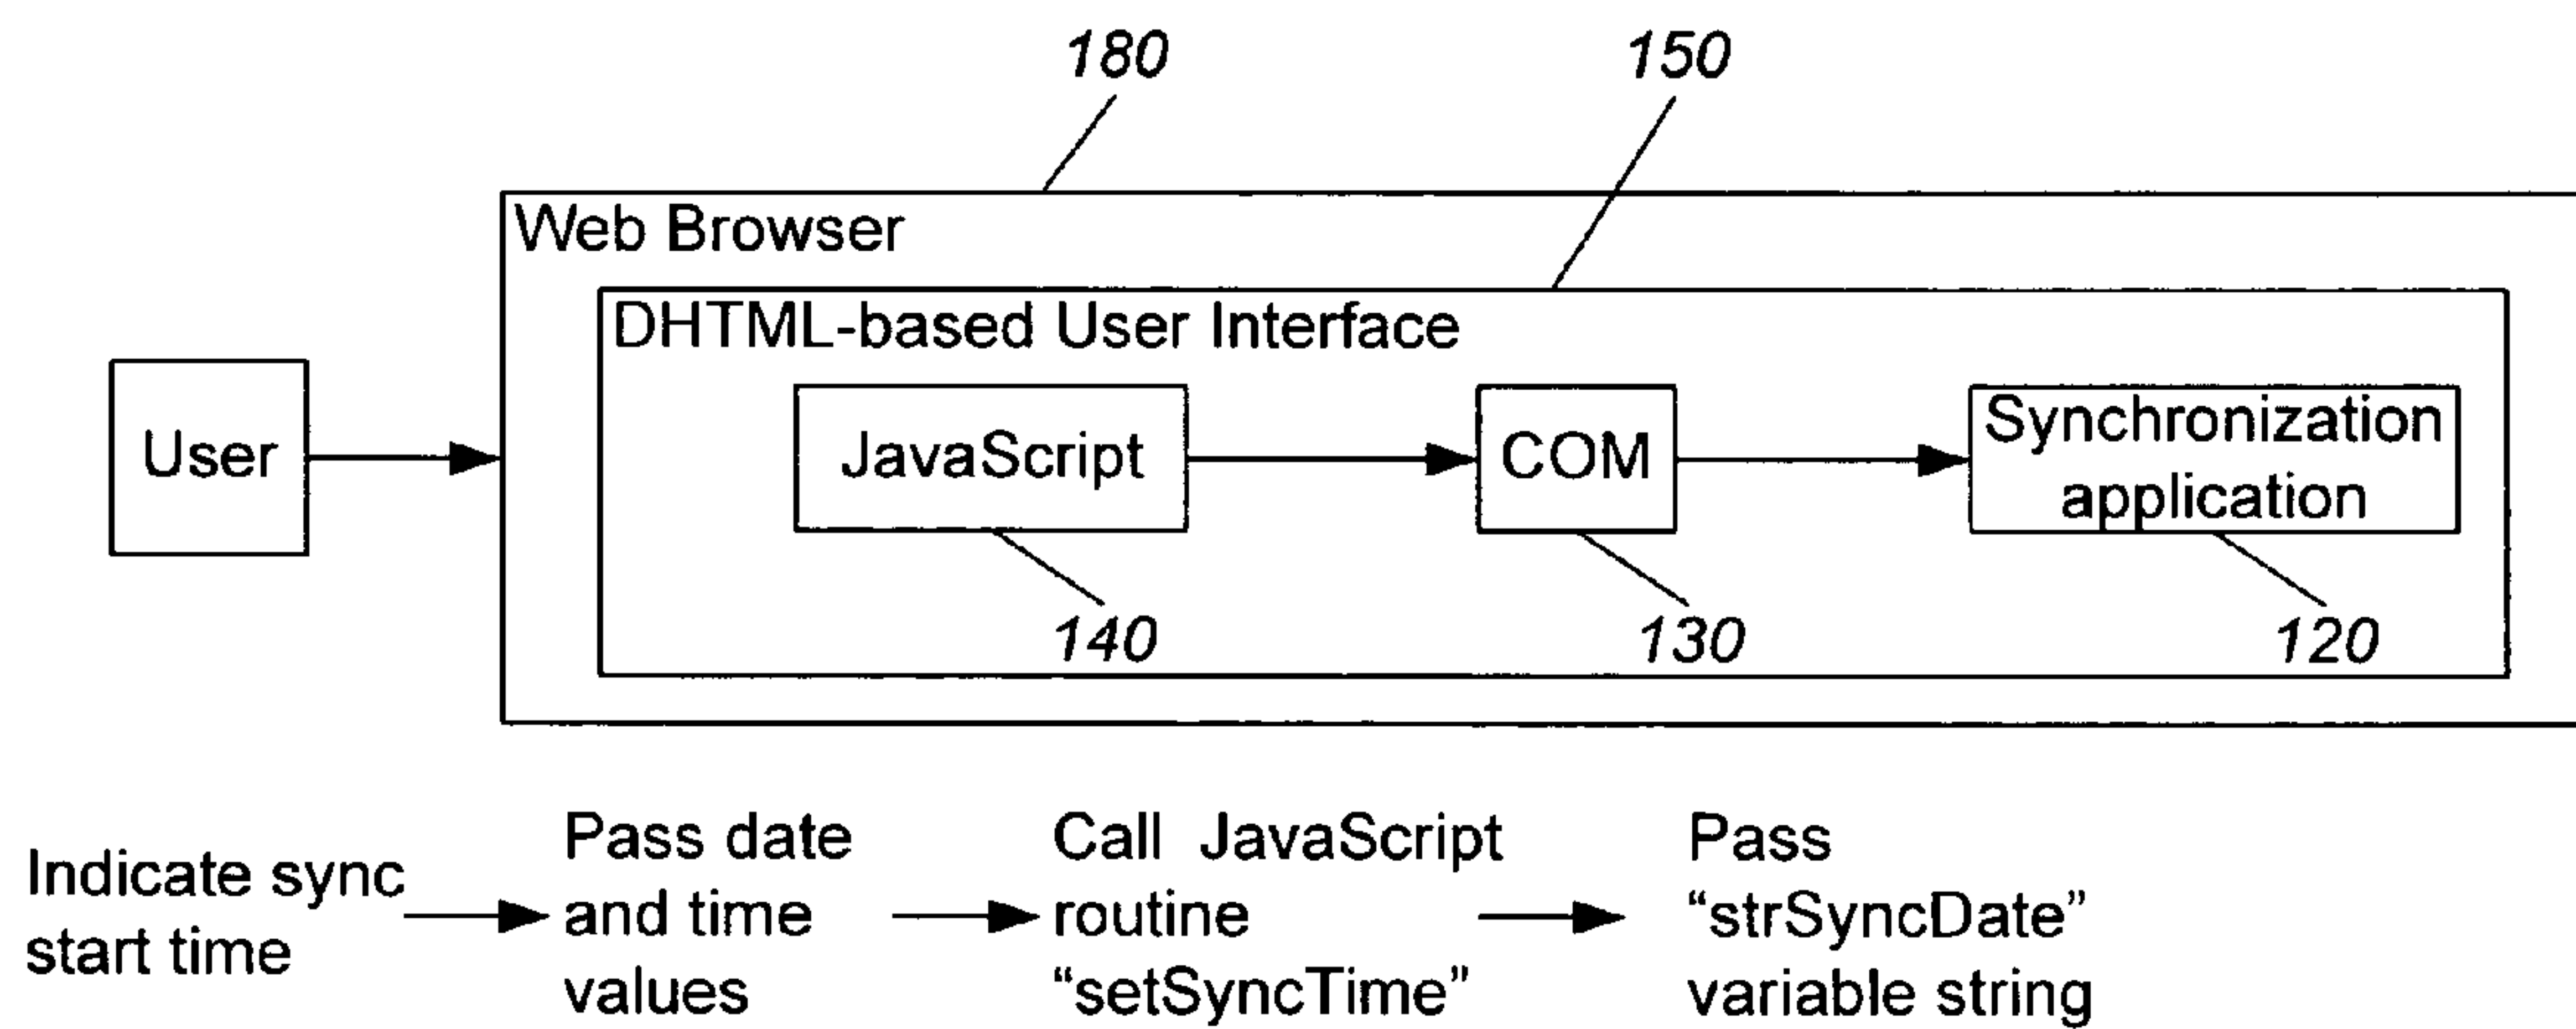 180
150
Web Browser
DHTML-based User Interface
User
JavaScript
COM
Synchronization
application
140
130
120
Indicate sync
start time
Pass date
and time
values
Call JavaScript
routine
“setSyncTime”
Pass
“strSyncDate”
variable string